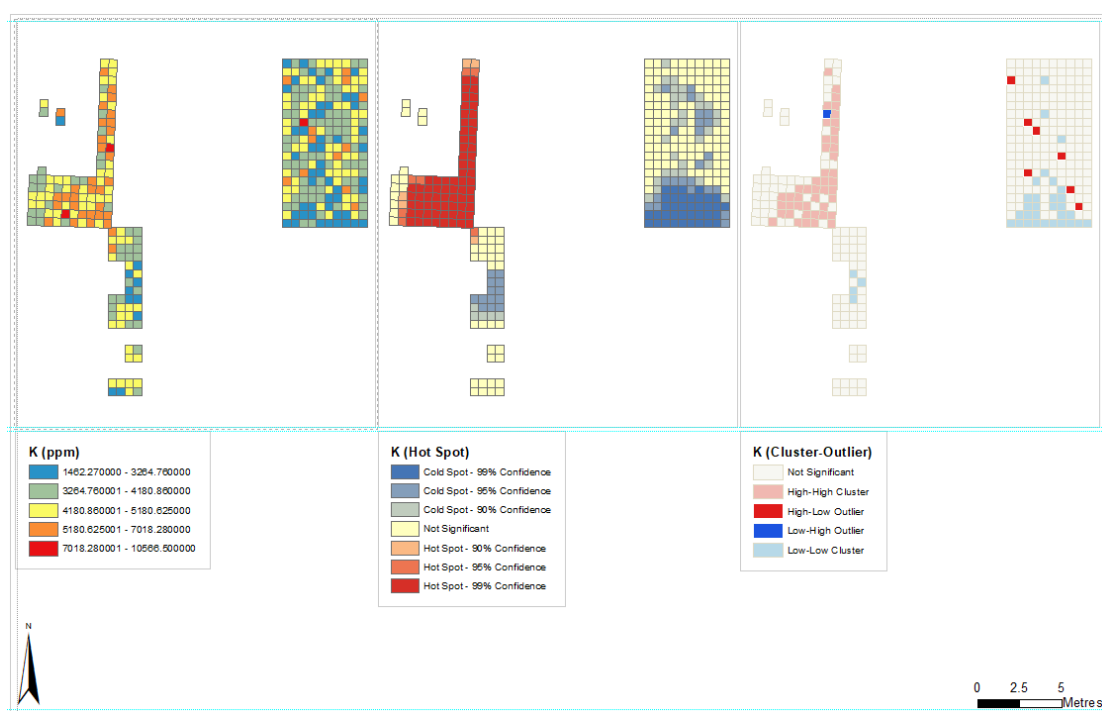 K (ppm)
1462.270000 - 3264.760000
3264.760001 - 4180.860000
4180.860001 - 5180.625000
5180.625001 - 7018.280000
7018.280001 - 10566.500000
K (Hot Spot)
Cold Spot - 99% Confidence
Cold Spot - 95% Confidence
Cold Spot - 90% Confidence
Not Significant
Hot Spot - 90% Confidence
Hot Spot - 95% Confidence
Hot Spot - 99% Confidence
K (Cluster-Outlier)
Not Significant
High-High Cluster
High-Low Outlier
Low-High Outlier
Low-Low Cluster
N
0 2.5 5
Metres